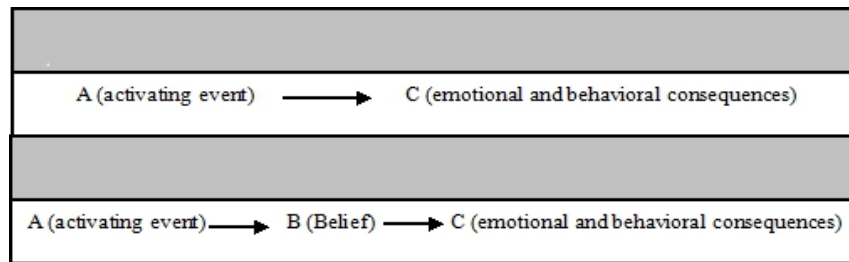 A (activating event) C (emotional and behavioral consequences)
A (activating event) B (Belief) C (emotional and behavioral consequences)